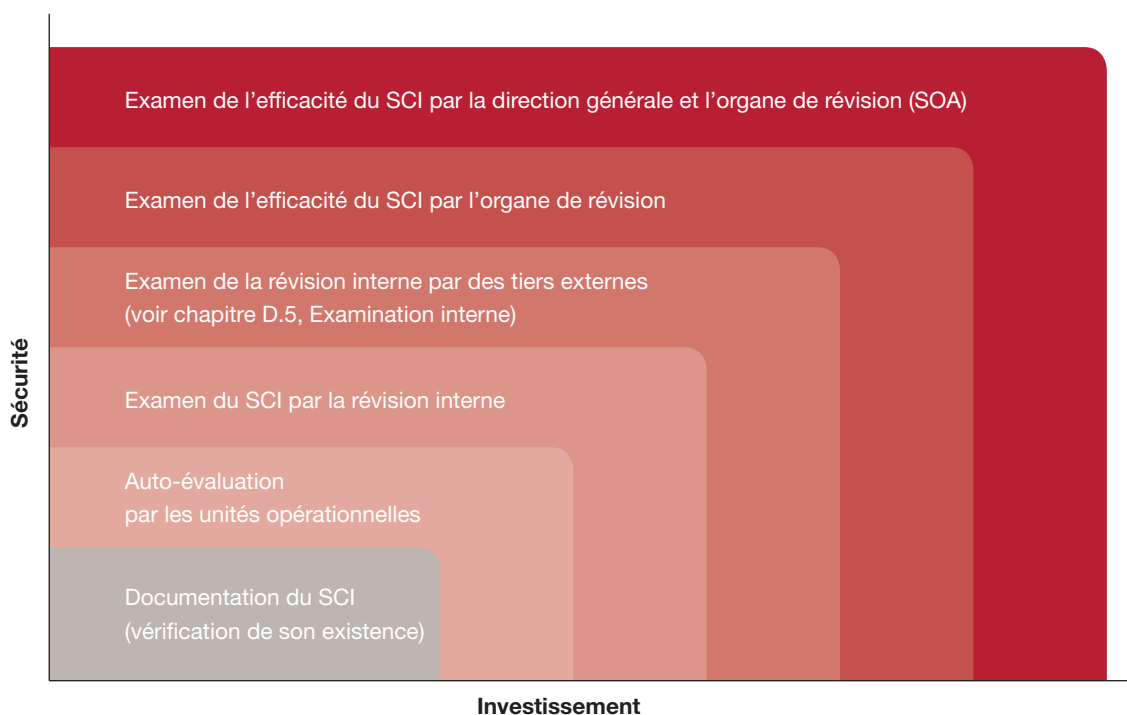 Examen de l’efficacité du SCI par la direction générale et l’organe de révision (SOA)
Examen de l’efficacité du SCI par l’organe de révision
Examen de la révision interne par des tiers externes
(voir chapitre D.5, Examination interne)
Examen du SCI par la révision interne
Auto-évaluation
par les unités opérationnelles
Documentation du SCI
(vérification de son existence)
Sécurité
Investissement